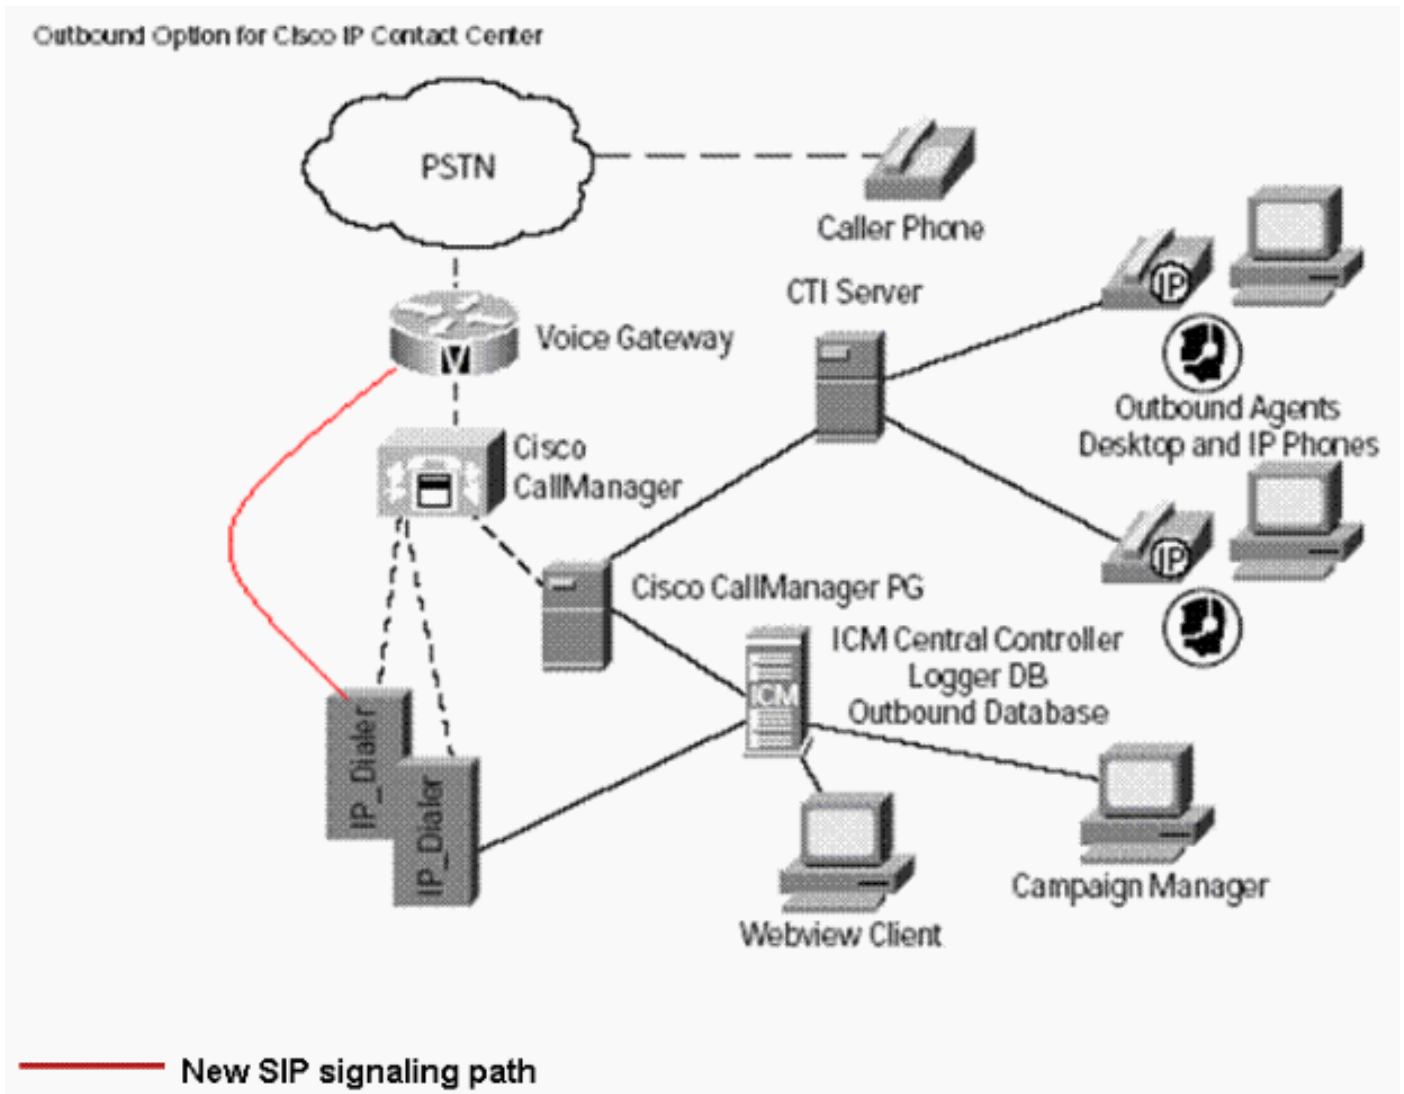 Outbound Option for Cisco IP Contact Center
PSTN
Caller Phone
CTI Server
IP
Voice Gateway
V
Outbound Agents
Desktop and IP Phones
Cisco
CallManager
IP
Cisco CallManager PG
ICM Central Controller
Logger DB
Outbound Database
ICM
IP_Dialer
IP_Dialer
Campaign Manager
Webview Client
New SIP signaling path